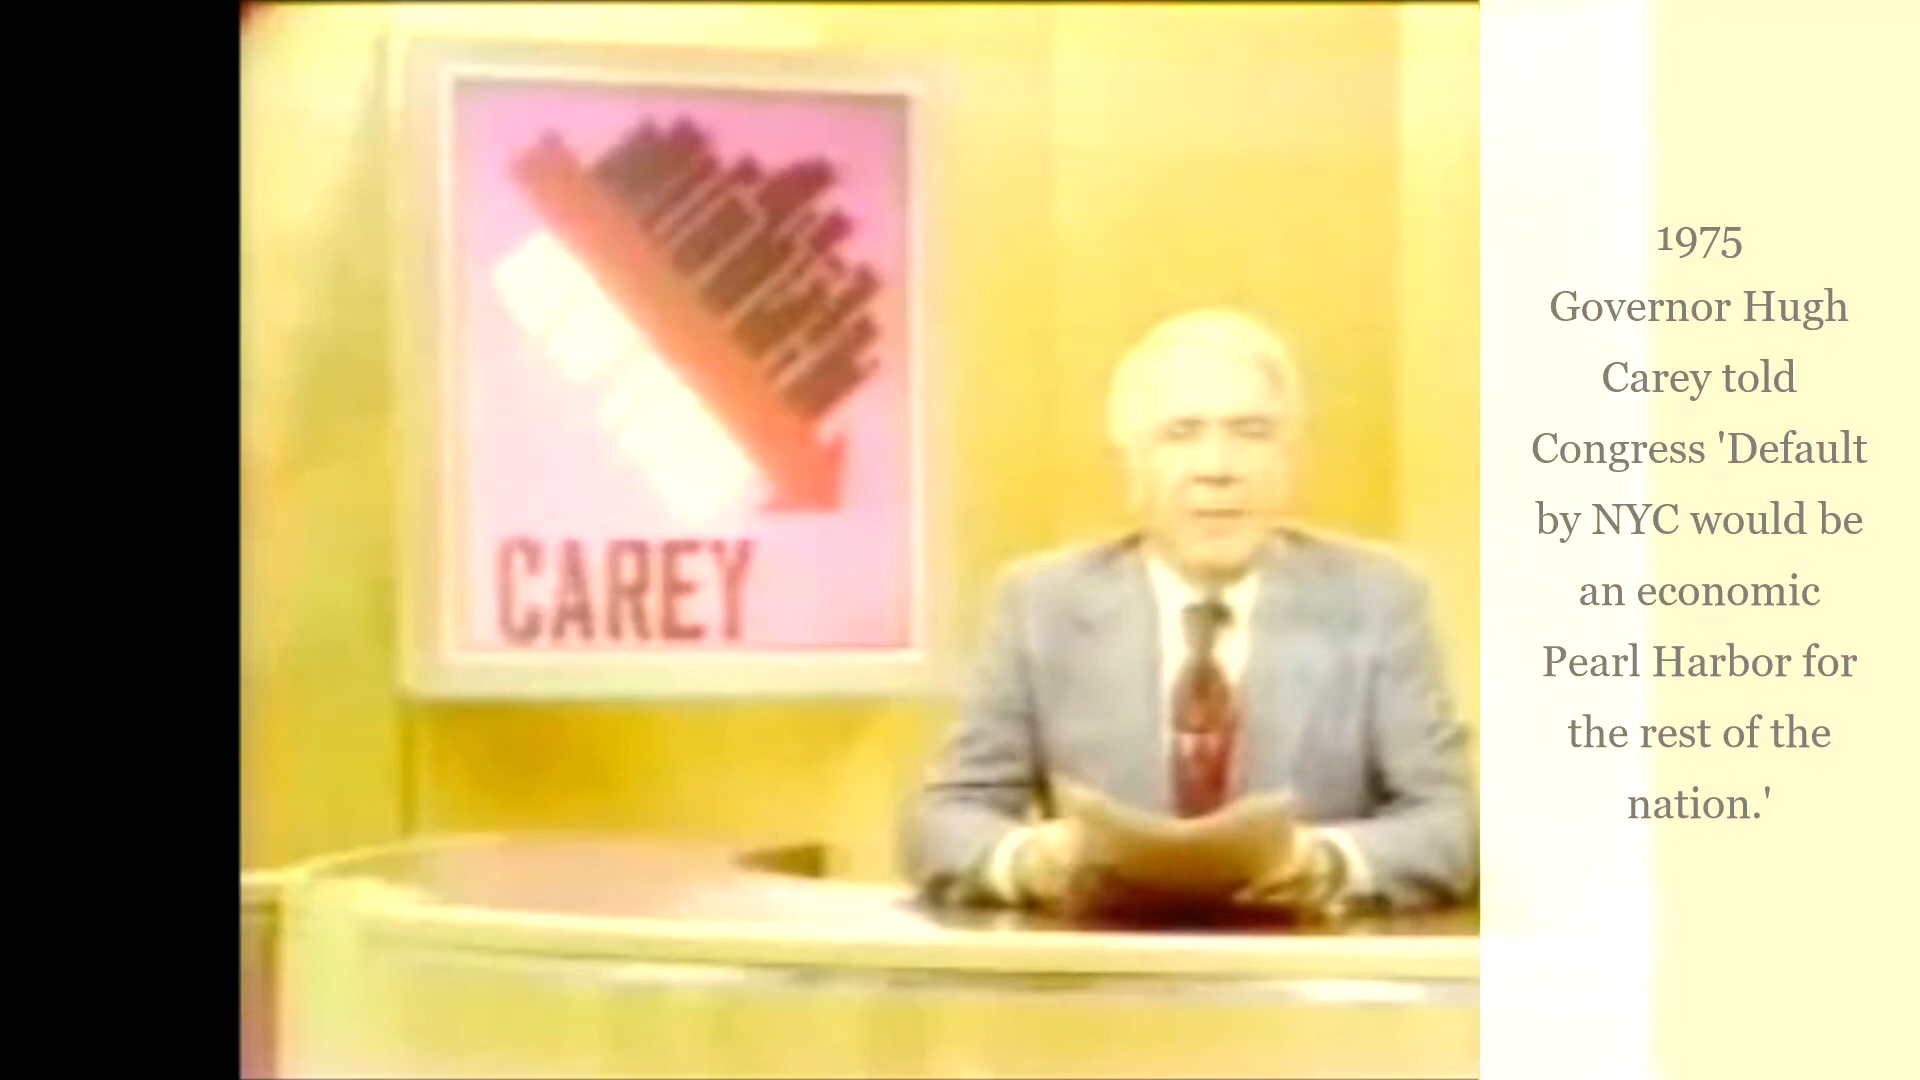 CAREY
1975
Governor Hugh
Carey told
Congress 'Default
by NYC would be
an economic
Pearl Harbor for
the rest of the
nation.'